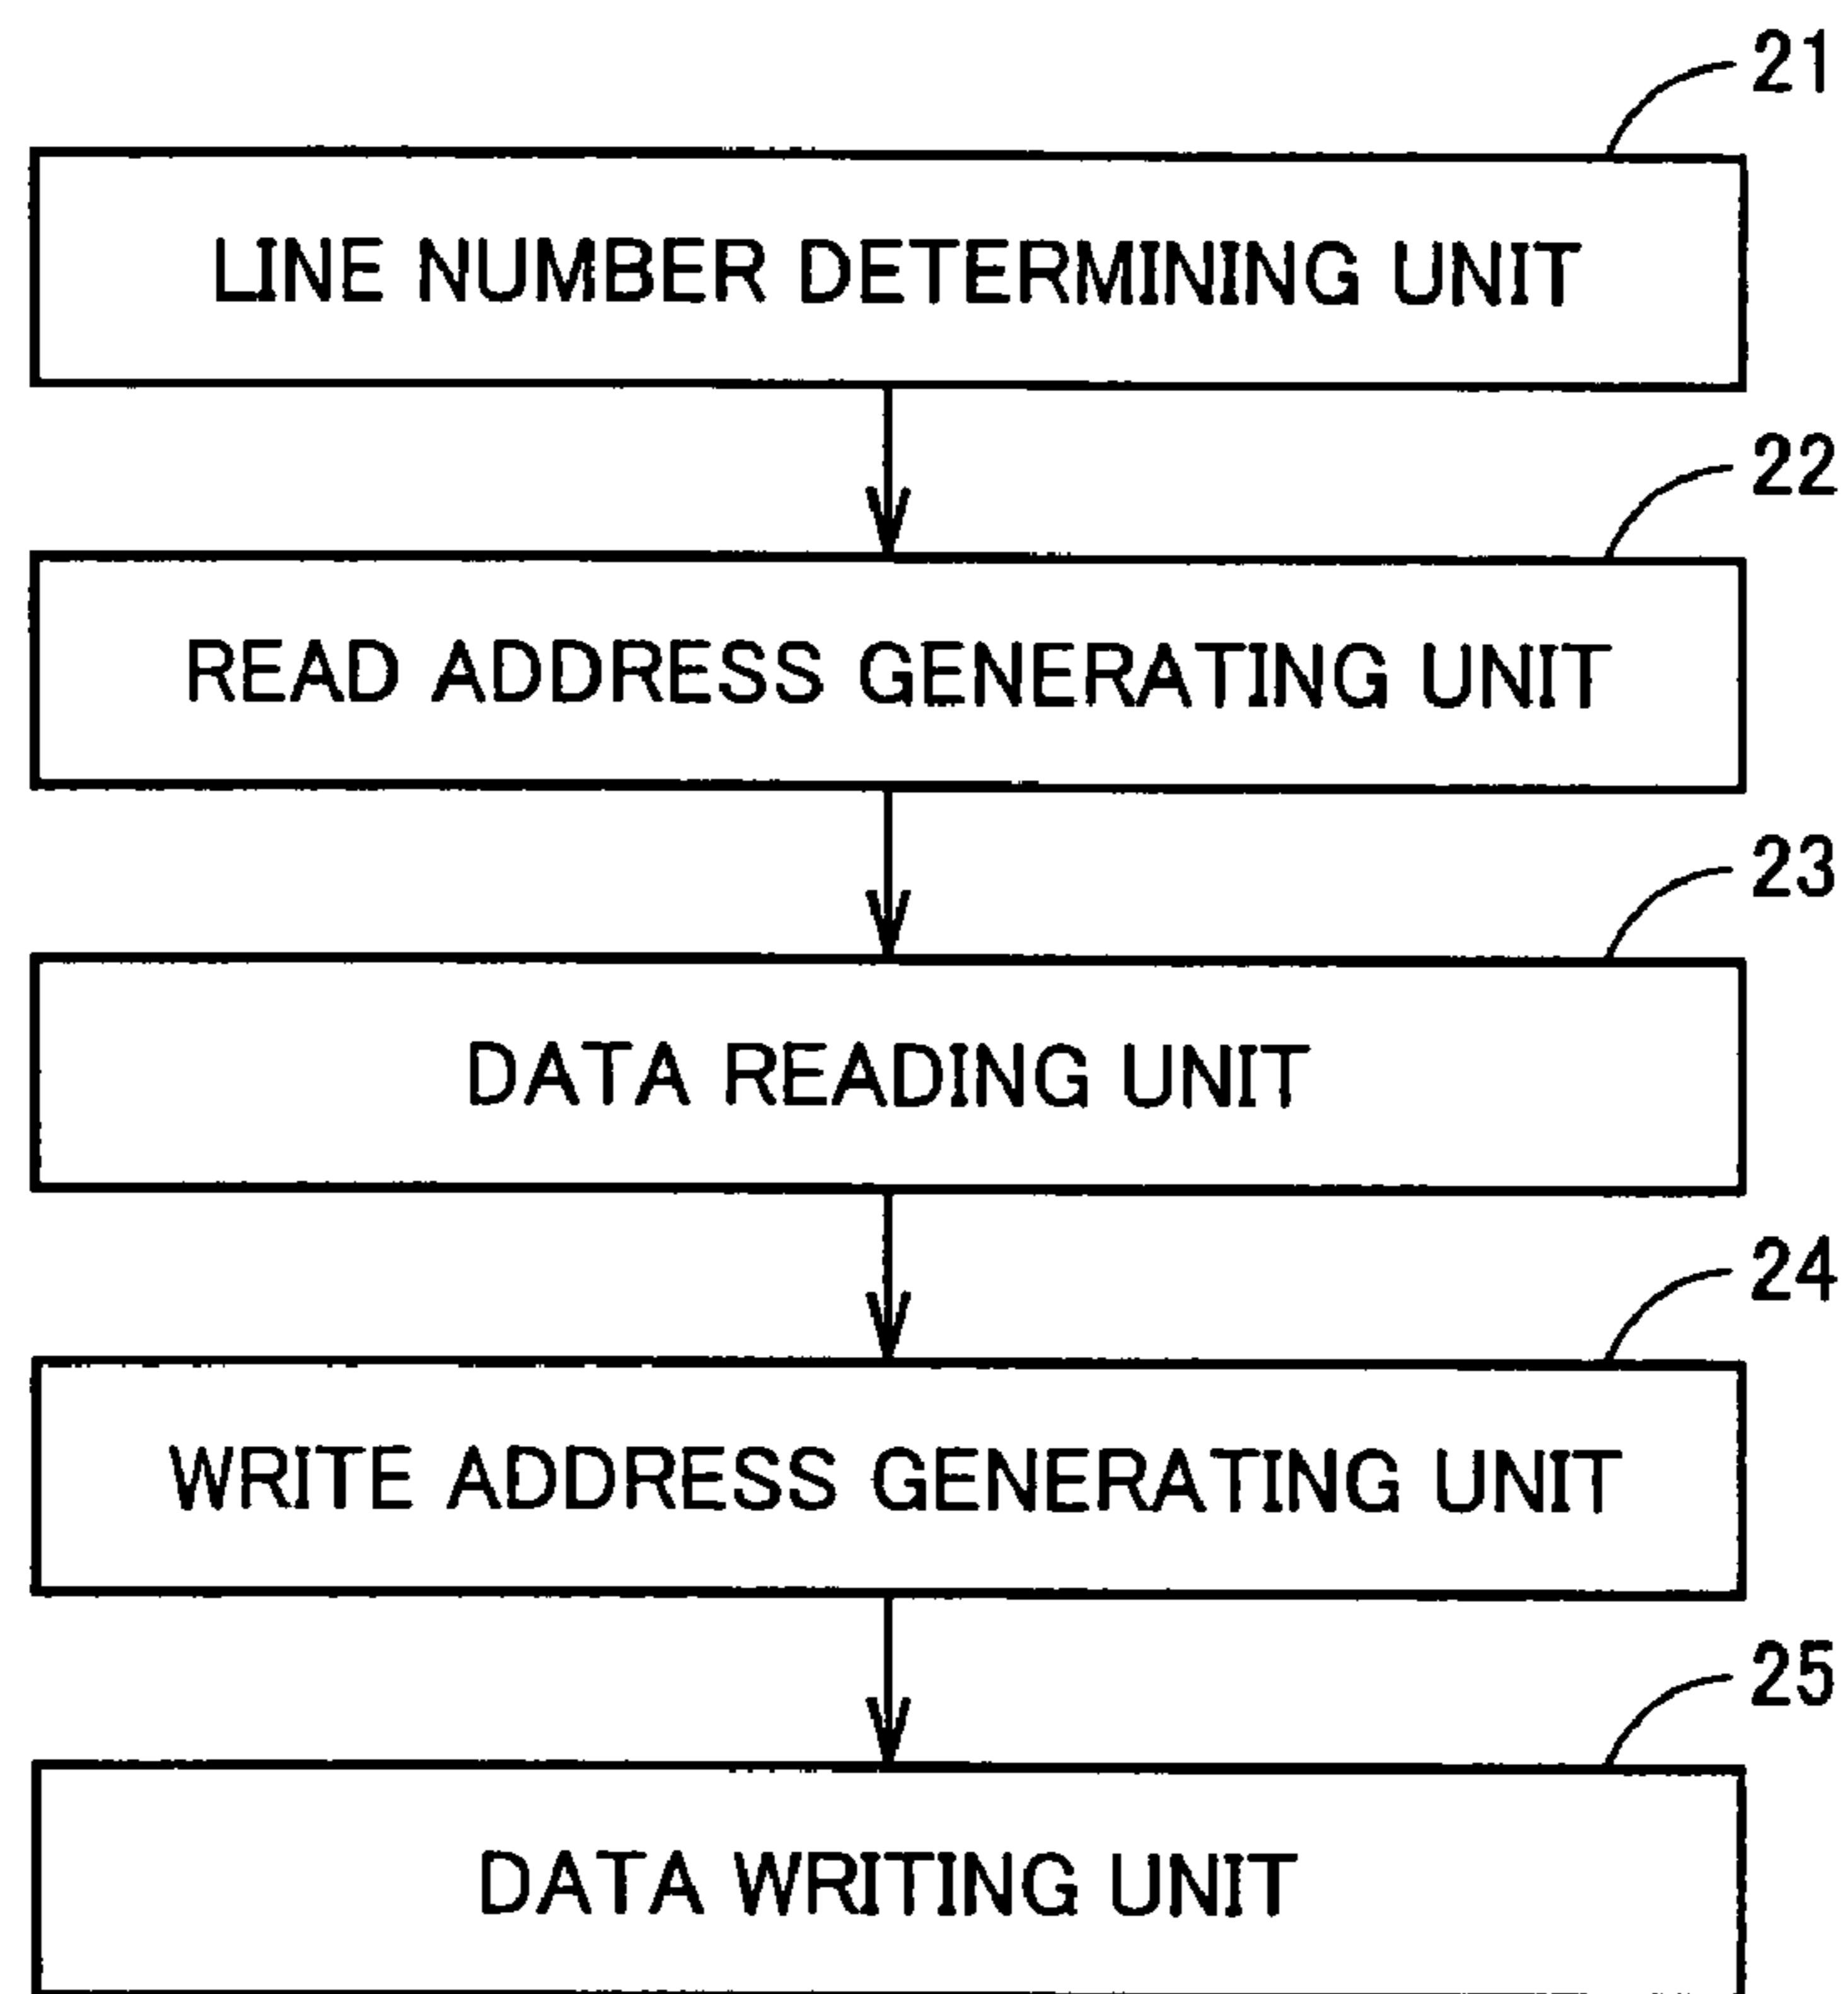 21
LINE NUMBER DETERMINING UNIT
22
READ ADDRESS GENERATING UNIT
23
DATA READING UNIT
24
WRITE ADDRESS GENERATING UNIT
25
DATA WRITING UNIT